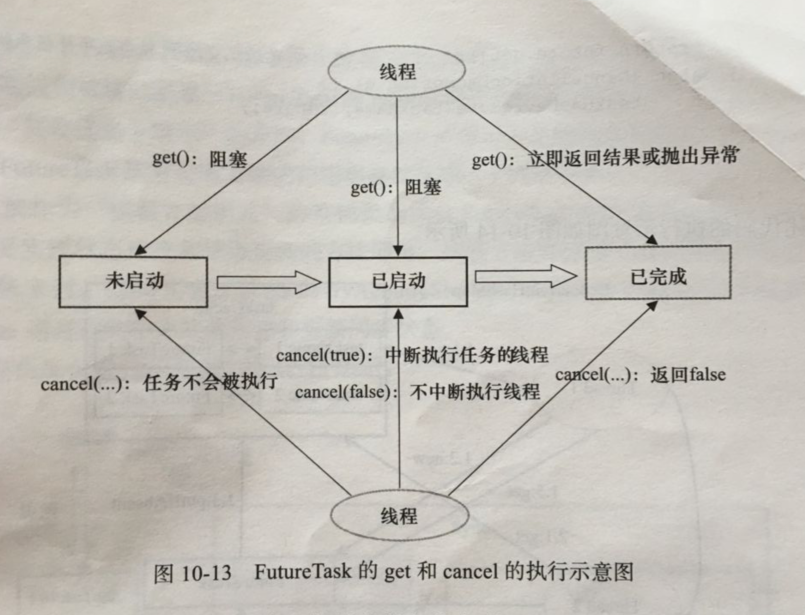 线程
get()：阻塞
get()：阻塞
get()：立即返回结果或抛出异常
未启动
已启动
已完成
cancel(...)：任务不会被执行
cancel(true)：中断执行任务的线程
cancel(false)：不中断执行线程
cancel(...)：返回false
线程
图 10-13 FutureTask 的 get 和 cancel 的执行示意图